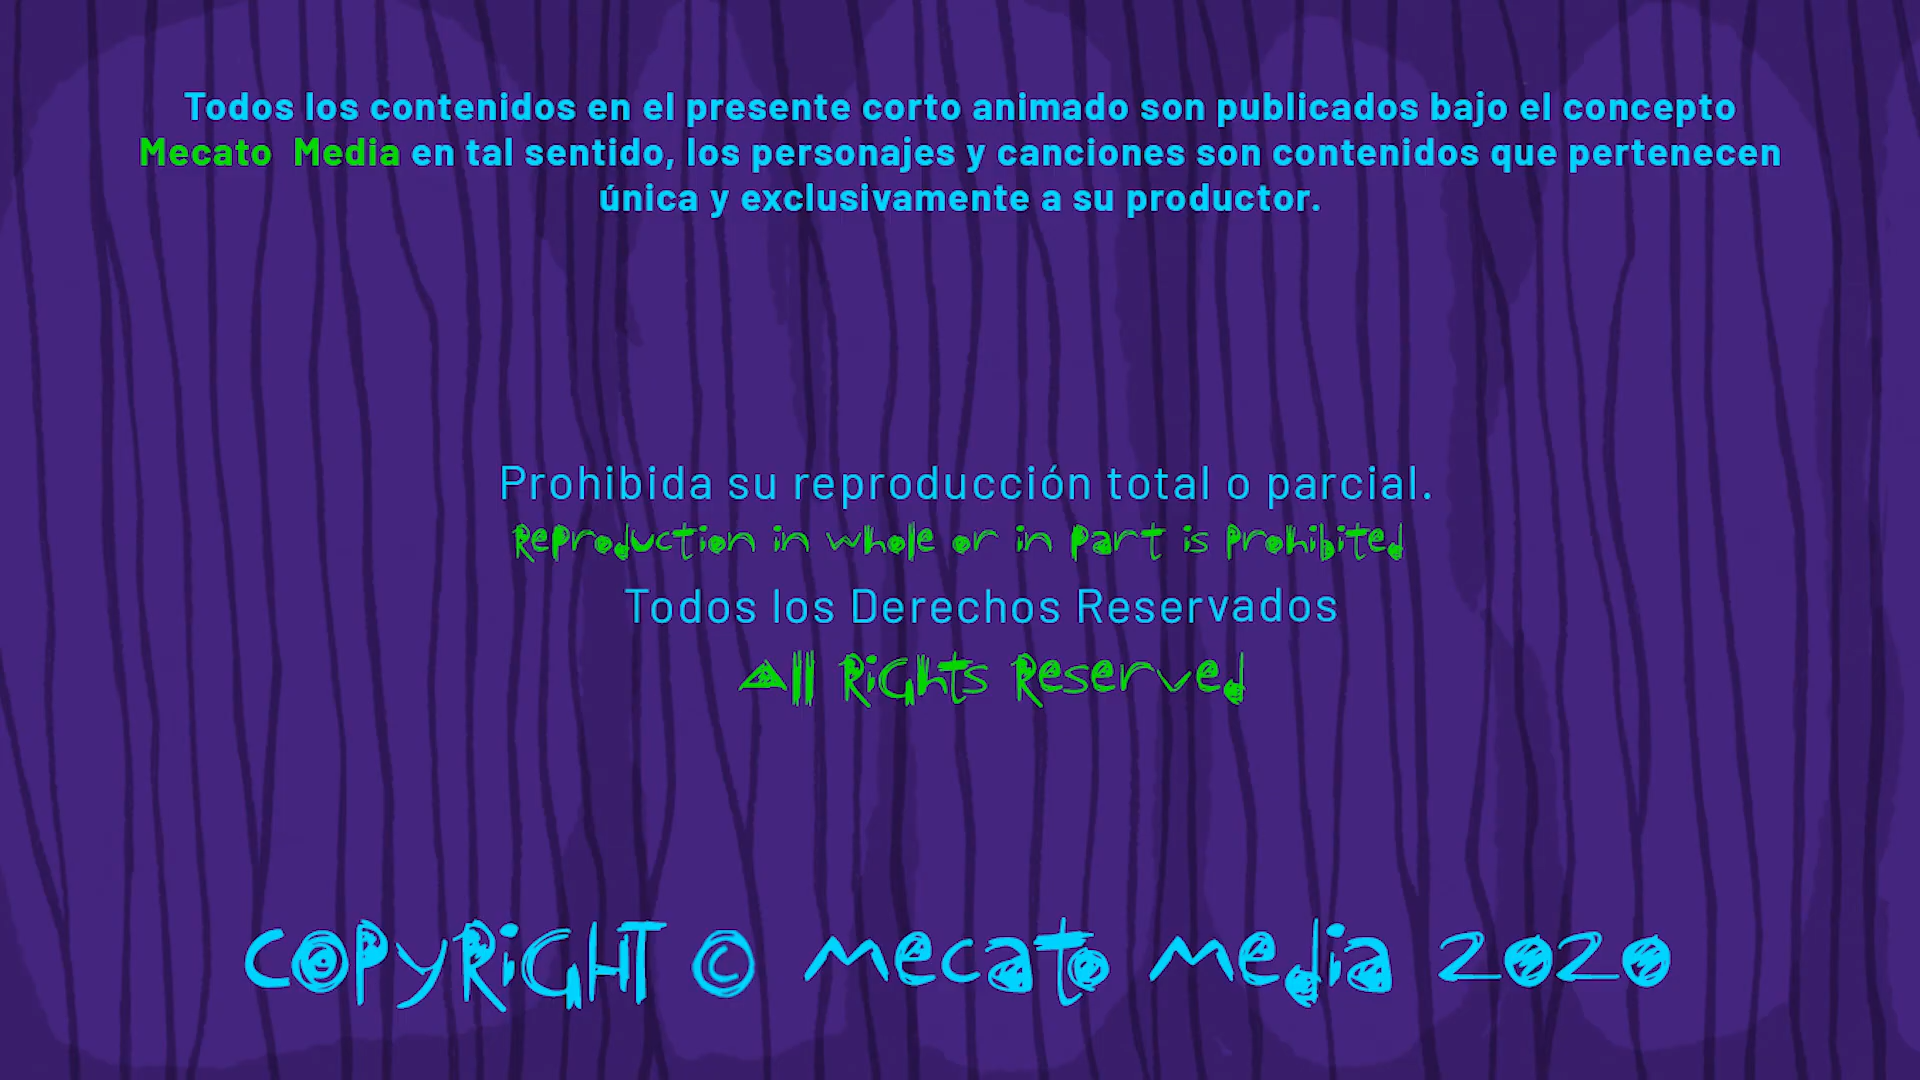 Todos los contenidos en el presente corto animado son publicados bajo el concepto
Mecato Media en tal sentido, los personajes y canciones son contenidos que pertenecen
única y exclusivamente a su productor.
Prohibida su reproducción total o parcial.
Reproduction in whole or in part is prohibited
Todos los Derechos Reservados
All Rights Reserved
COPYRIGHT © mecato media 2020